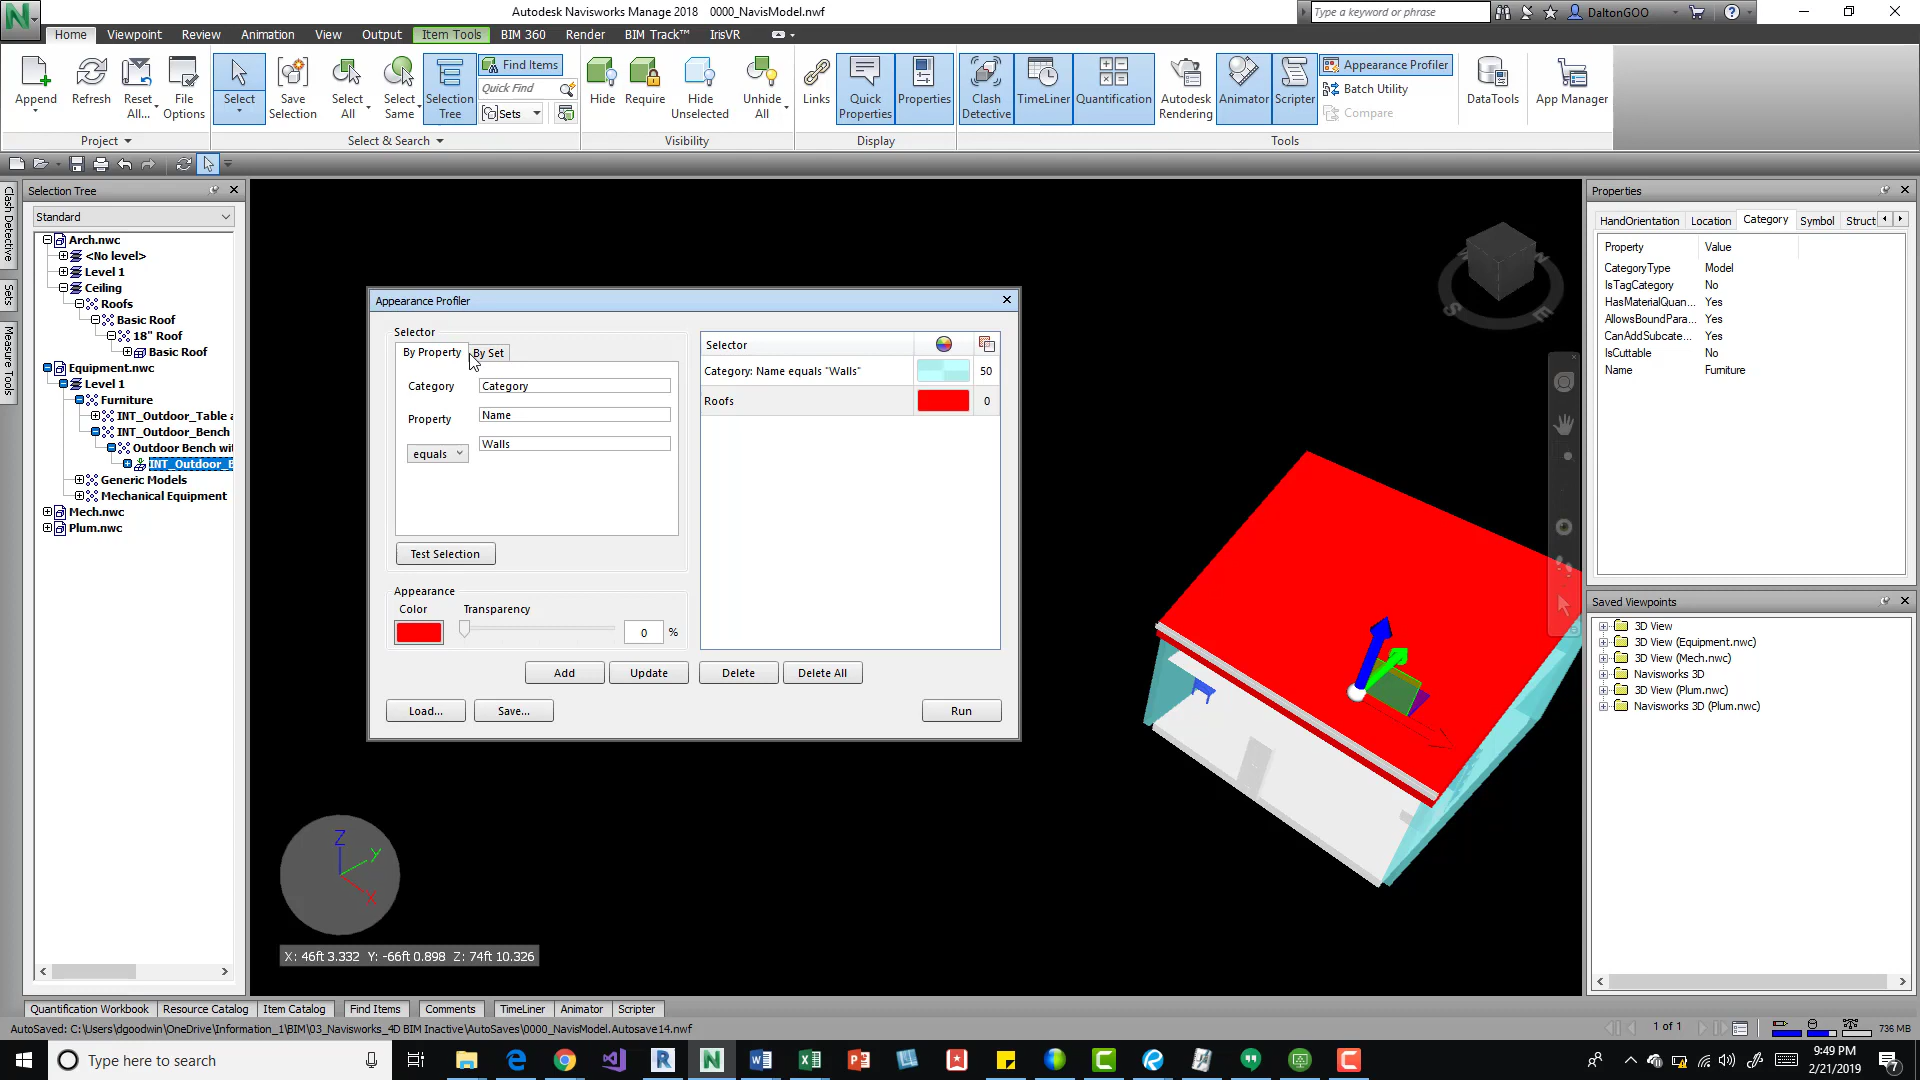 Autodesk Navisworks Manage 2018 0000_NavisModel.nwf
Type a keyword or phrase
DaltonGOO
Home Viewpoint Review Animation View Output Item Tools BIM 360 Render BIM Track™ IrisVR
Append
Refresh
Reset All...
File Options
Project
Select
Save Selection
Select All
Select Same
Selection Tree
Find Items
Quick Find
Sets
Select & Search
Hide
Require
Hide Unselected
Unhide All
Visibility
Links
Quick Properties
Properties
Display
Clash Detective
TimeLiner
Quantification
Autodesk Rendering
Animator
Scripter
Appearance Profiler
Batch Utility
Compare
Tools
DataTools
App Manager
Clash Detective
Sets
Measure Tools
Selection Tree
Standard
Arch.nwc
<No level>
Level 1
Ceiling
Roofs
Basic Roof
18" Roof
Basic Roof
Equipment.nwc
Level 1
Furniture
INT_Outdoor_Table a
INT_Outdoor_Bench
Outdoor Bench wit
INT_Outdoor_B
Generic Models
Mechanical Equipment
Mech.nwc
Plum.nwc
Appearance Profiler
Selector
By Property By Set
Category Category
Property Name
equals Walls
Test Selection
Appearance
Color Transparency
0 %
Add Update Delete Delete All
Load... Save... Run
Selector
Category: Name equals "Walls" 50
Roofs 0
N
W
S
E
Z
Y
X
X: 46ft 3.332 Y: -66ft 0.898 Z: 74ft 10.326
Properties
HandOrientation Location Category Symbol Struct
Property Value
CategoryType Model
IsTagCategory No
HasMaterialQuan... Yes
AllowsBoundPara... Yes
CanAddSubcate... Yes
IsCuttable No
Name Furniture
Saved Viewpoints
3D View
3D View (Equipment.nwc)
3D View (Mech.nwc)
Navisworks 3D
3D View (Plum.nwc)
Navisworks 3D (Plum.nwc)
Quantification Workbook Resource Catalog Item Catalog Find Items Comments TimeLiner Animator Scripter
AutoSaved: C:\Users\dgoodwin\OneDrive\Information_1\BIM\03_Navisworks_4D BIM Inactive\AutoSaves\0000_NavisModel.Autosave14.nwf
1 of 1
736 MB
Type here to search
9:49 PM
2/21/2019
7